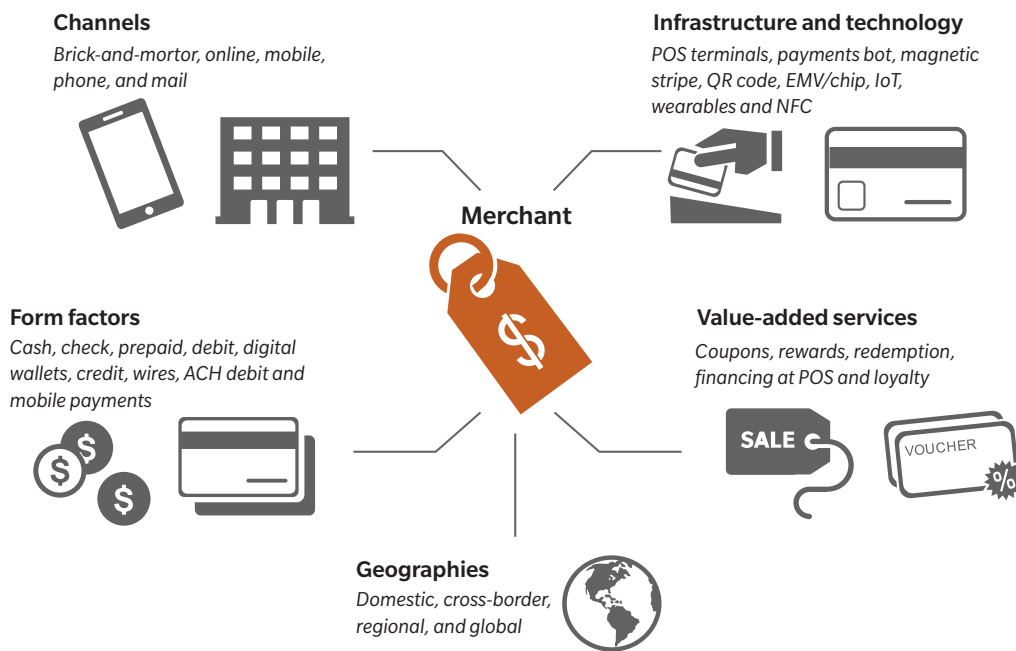 Channels
Brick-and-mortor, online, mobile,
phone, and mail
Infrastructure and technology
POS terminals, payments bot, magnetic
stripe, QR code, EMV/chip, IoT,
wearables and NFC
Merchant
$
Form factors
Cash, check, prepaid, debit, digital
wallets, credit, wires, ACH debit and
mobile payments
$
$
$
Value-added services
Coupons, rewards, redemption,
financing at POS and loyalty
SALE
VOUCHER
%
Geographies
Domestic, cross-border,
regional, and global